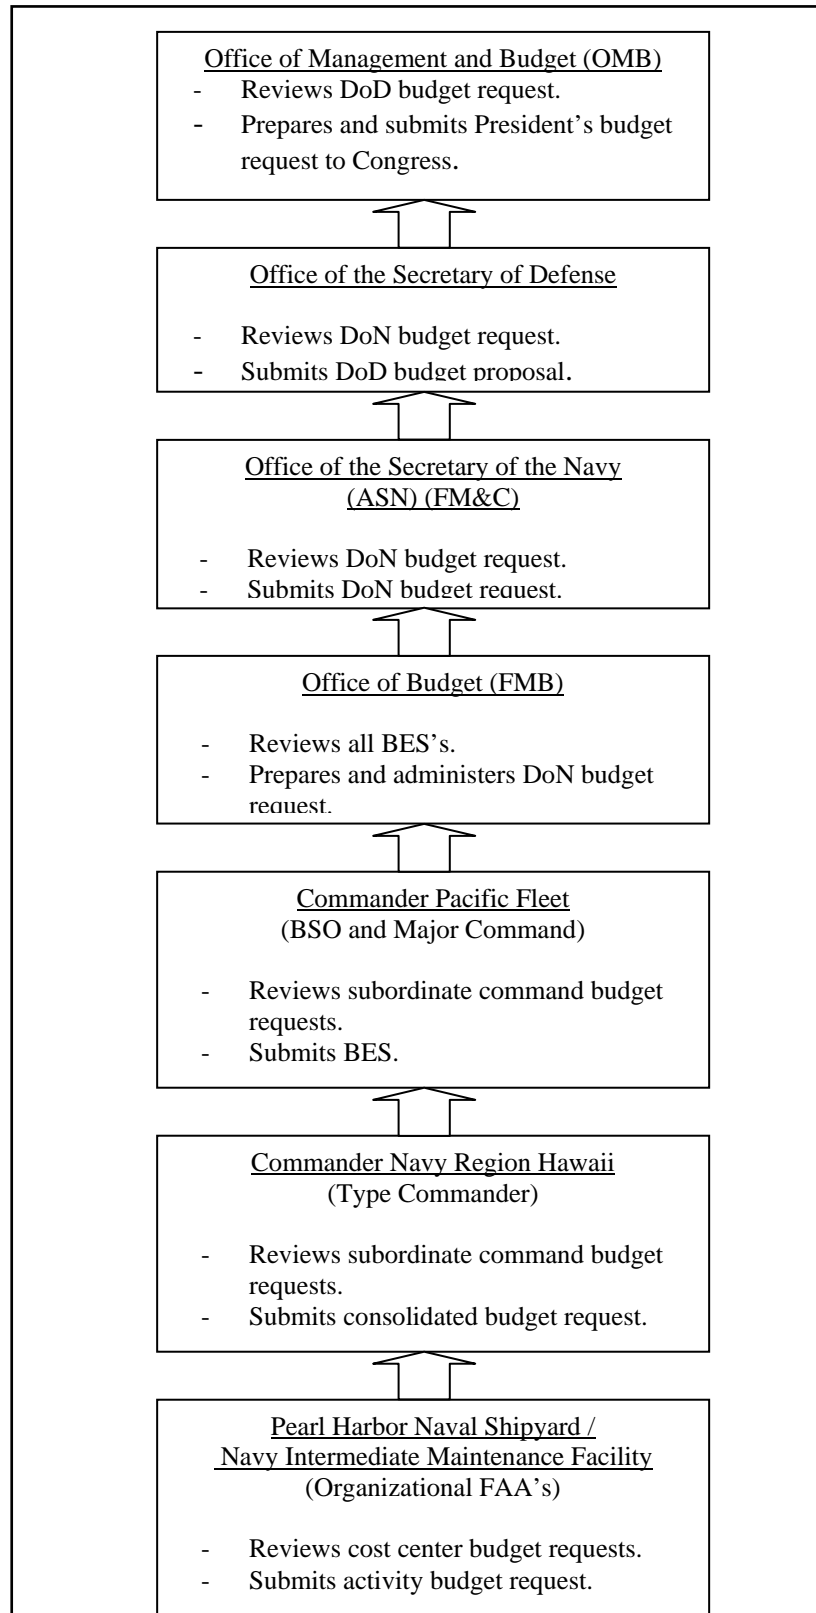 Office of Management and Budget (OMB)
- Reviews DoD budget request.
- Prepares and submits President's budget
request to Congress.
Office of the Secretary of Defense
- Reviews DoN budget request.
- Submits DoD budget proposal.
Office of the Secretary of the Navy
(ASN) (FM&C)
- Reviews DoN budget request.
- Submits DoN budget request.
Office of Budget (FMB)
- Reviews all BES's.
- Prepares and administers DoN budget
request.
Commander Pacific Fleet
(BSO and Major Command)
- Reviews subordinate command budget
requests.
- Submits BES.
Commander Navy Region Hawaii
(Type Commander)
- Reviews subordinate command budget
requests.
- Submits consolidated budget request.
Pearl Harbor Naval Shipyard /
Navy Intermediate Maintenance Facility
(Organizational FAA's)
- Reviews cost center budget requests.
- Submits activity budget request.